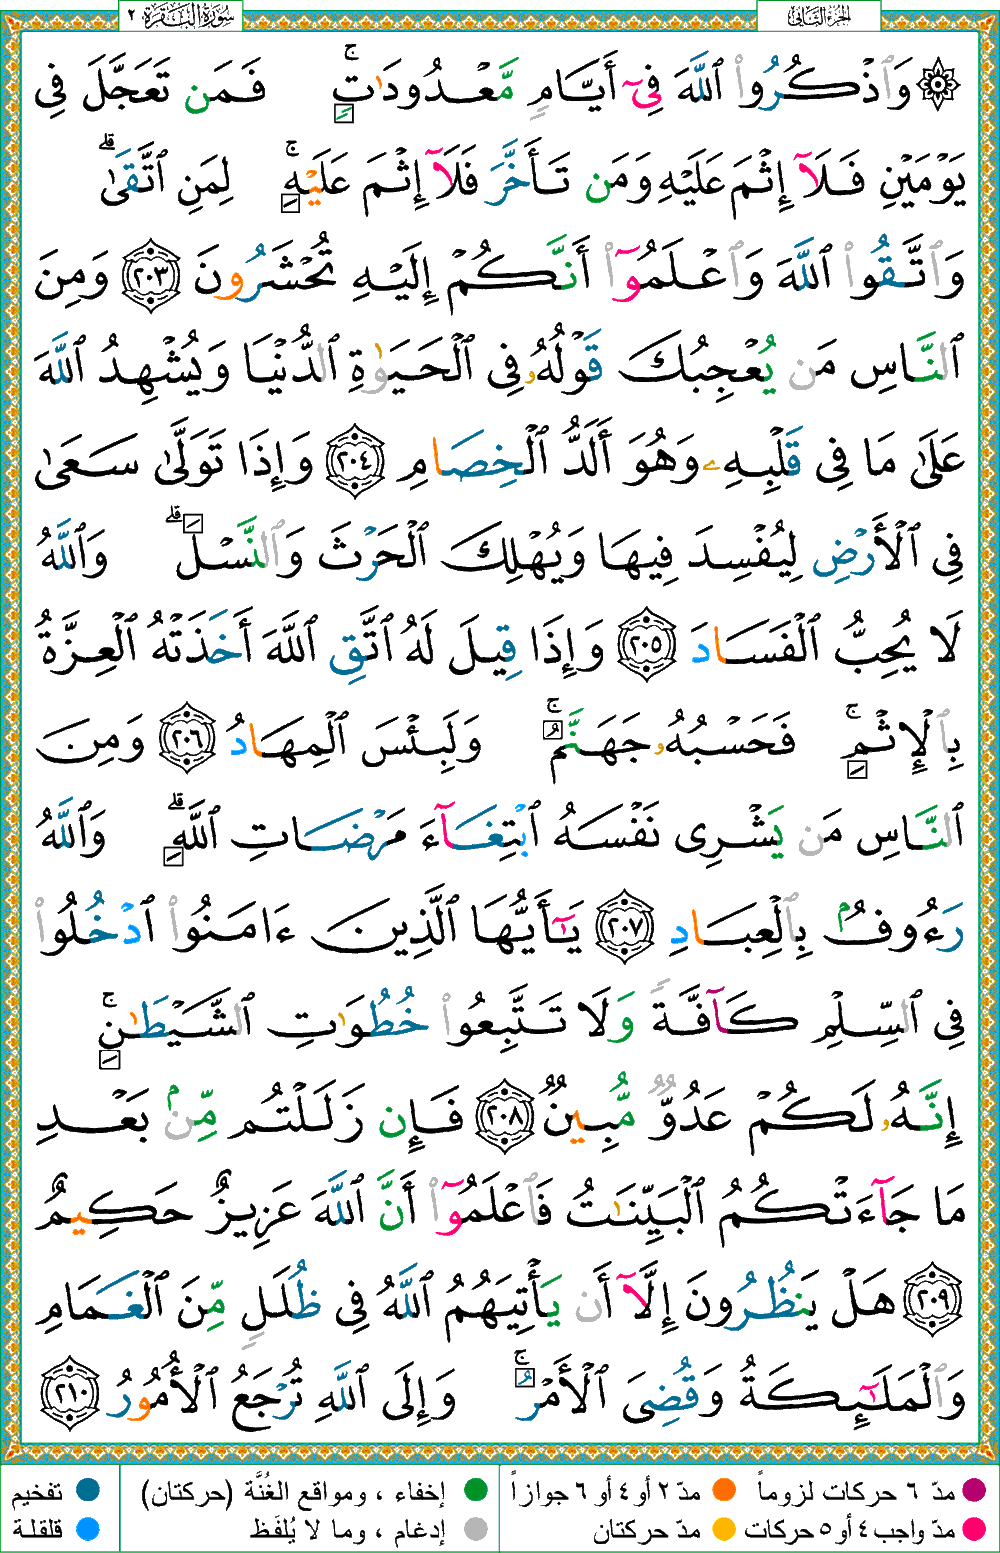 سُورَةُ البَقَرَة ٢
الجزء الثاني
۞ وَٱذۡكُرُواْ ٱللَّهَ فِيٓ أَيَّامٖ مَّعۡدُودَٰتٖۚ فَمَن تَعَجَّلَ فِي
يَوۡمَيۡنِ فَلَآ إِثۡمَ عَلَيۡهِ وَمَن تَأَخَّرَ فَلَآ إِثۡمَ عَلَيۡهِۚ لِمَنِ ٱتَّقَىٰۗ
وَٱتَّقُواْ ٱللَّهَ وَٱعۡلَمُوٓاْ أَنَّكُمۡ إِلَيۡهِ تُحۡشَرُونَ ٢٠٣ وَمِنَ
ٱلنَّاسِ مَن يُعۡجِبُكَ قَوۡلُهُۥ فِي ٱلۡحَيَوٰةِ ٱلدُّنۡيَا وَيُشۡهِدُ ٱللَّهَ
عَلَىٰ مَا فِي قَلۡبِهِۦ وَهُوَ أَلَدُّ ٱلۡخِصَامِ ٢٠٤ وَإِذَا تَوَلَّىٰ سَعَىٰ
فِي ٱلۡأَرۡضِ لِيُفۡسِدَ فِيهَا وَيُهۡلِكَ ٱلۡحَرۡثَ وَٱلنَّسۡلَۚ وَٱللَّهُ
لَا يُحِبُّ ٱلۡفَسَادَ ٢٠٥ وَإِذَا قِيلَ لَهُ ٱتَّقِ ٱللَّهَ أَخَذَتۡهُ ٱلۡعِزَّةُ
بِٱلۡإِثۡمِۚ فَحَسۡبُهُۥ جَهَنَّمُۚ وَلَبِئۡسَ ٱلۡمِهَادُ ٢٠٦ وَمِنَ
ٱلنَّاسِ مَن يَشۡرِي نَفۡسَهُ ٱبۡتِغَآءَ مَرۡضَاتِ ٱللَّهِۚ وَٱللَّهُ
رَءُوفُۢ بِٱلۡعِبَادِ ٢٠٧ يَٰٓأَيُّهَا ٱلَّذِينَ ءَامَنُواْ ٱدۡخُلُواْ
فِي ٱلسِّلۡمِ كَآفَّةٗ وَلَا تَتَّبِعُواْ خُطُوَٰتِ ٱلشَّيۡطَٰنِۚ
إِنَّهُۥ لَكُمۡ عَدُوّٞ مُّبِينٞ ٢٠٨ فَإِن زَلَلۡتُم مِّنۢ بَعۡدِ
مَا جَآءَتۡكُمُ ٱلۡبَيِّنَٰتُ فَٱعۡلَمُوٓاْ أَنَّ ٱللَّهَ عَزِيزٌ حَكِيمٌ
٢٠٩ هَلۡ يَنظُرُونَ إِلَّآ أَن يَأۡتِيَهُمُ ٱللَّهُ فِي ظُلَلٖ مِّنَ ٱلۡغَمَامِ
وَٱلۡمَلَٰٓئِكَةُ وَقُضِيَ ٱلۡأَمۡرُۚ وَإِلَى ٱللَّهِ تُرۡجَعُ ٱلۡأُمُورُ ٢١٠
مدّ ٦ حركات لزوماً مدّ ٢ أو ٤ أو ٦ جوازاً إخفاء ، ومواقع الغُنَّة (حركتان) تفخيم
مدّ واجب ٤ أو ٥ حركات مدّ حركتان إدغام ، وما لا يُلفَظ قلقلة